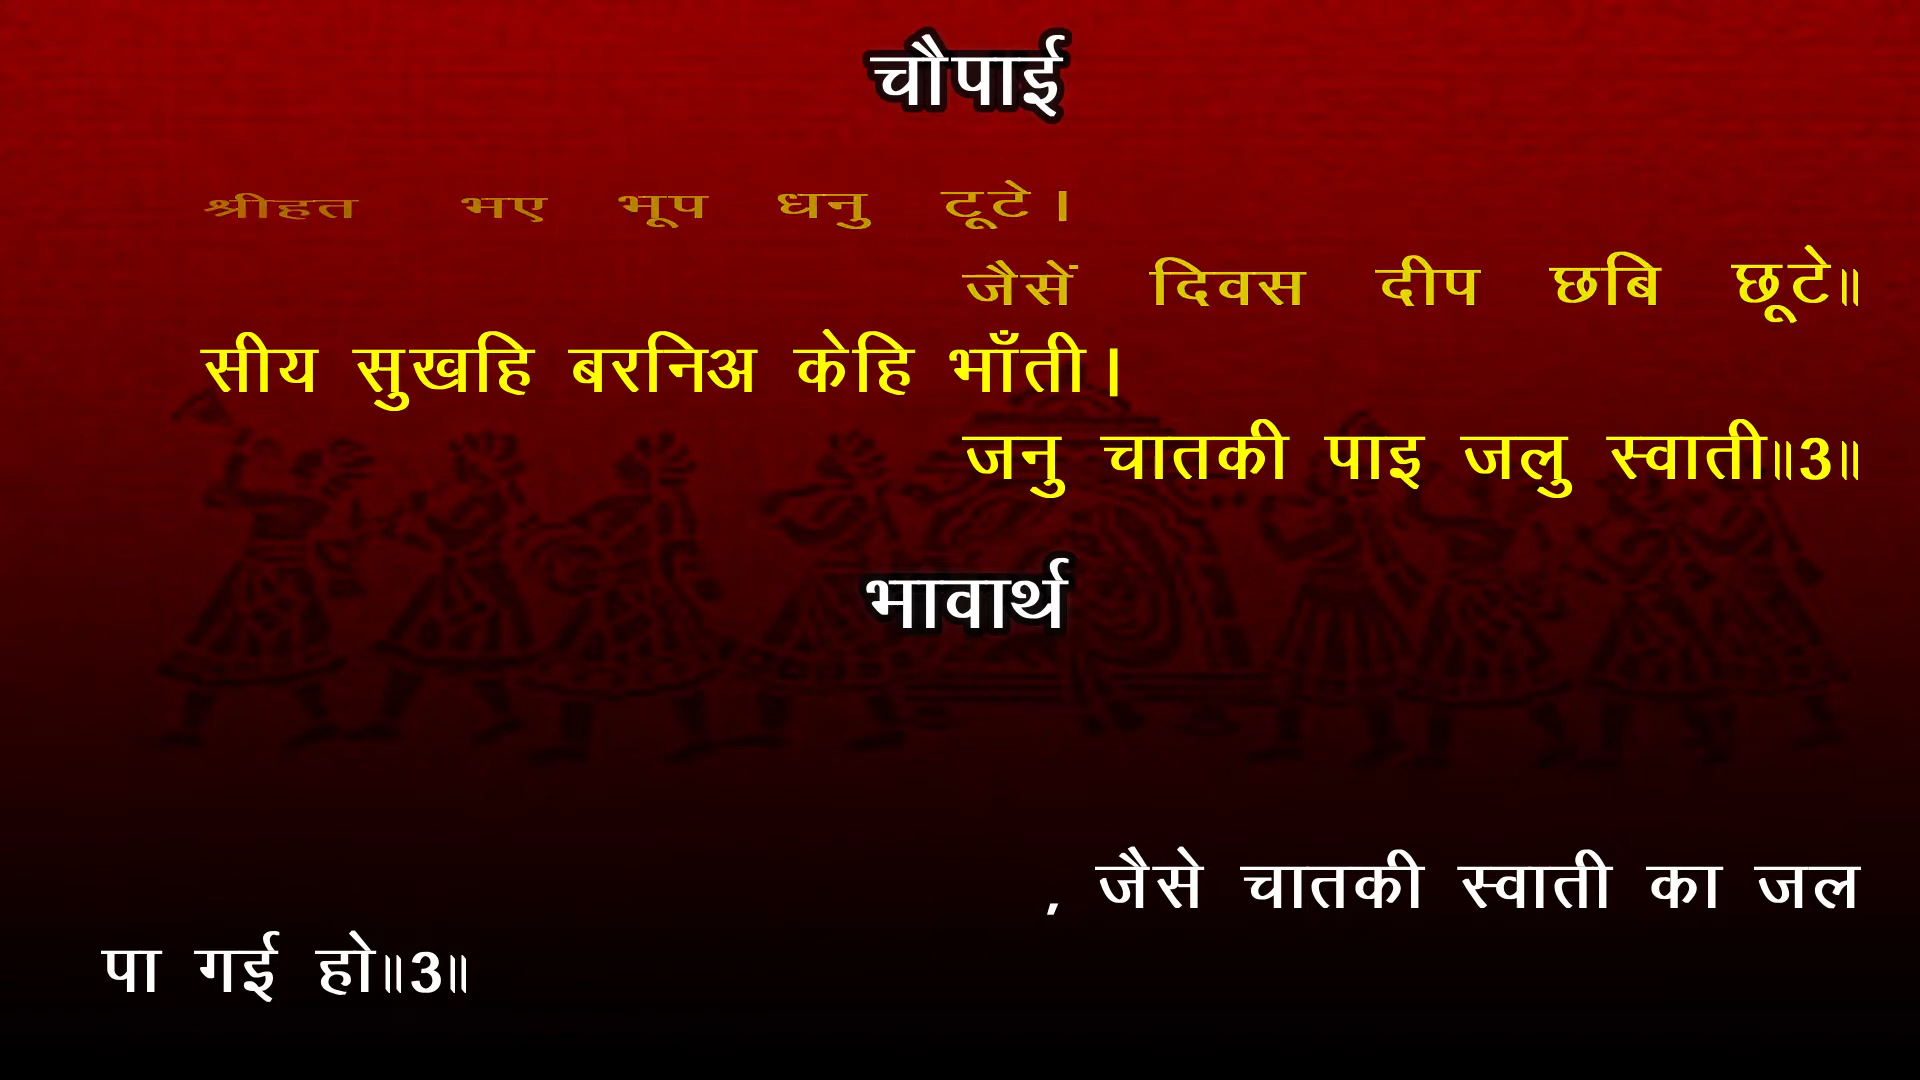 चौपाई
श्रीहत भए भूप धनु टूटे।
जैसें दिवस दीप छबि छूटे॥
सीय सुखहि बरनिअ केहि भाँती।
जनु चातकी पाइ जलु स्वाती॥3॥
भावार्थ
, जैसे चातकी स्वाती का जल
पा गई हो॥3॥